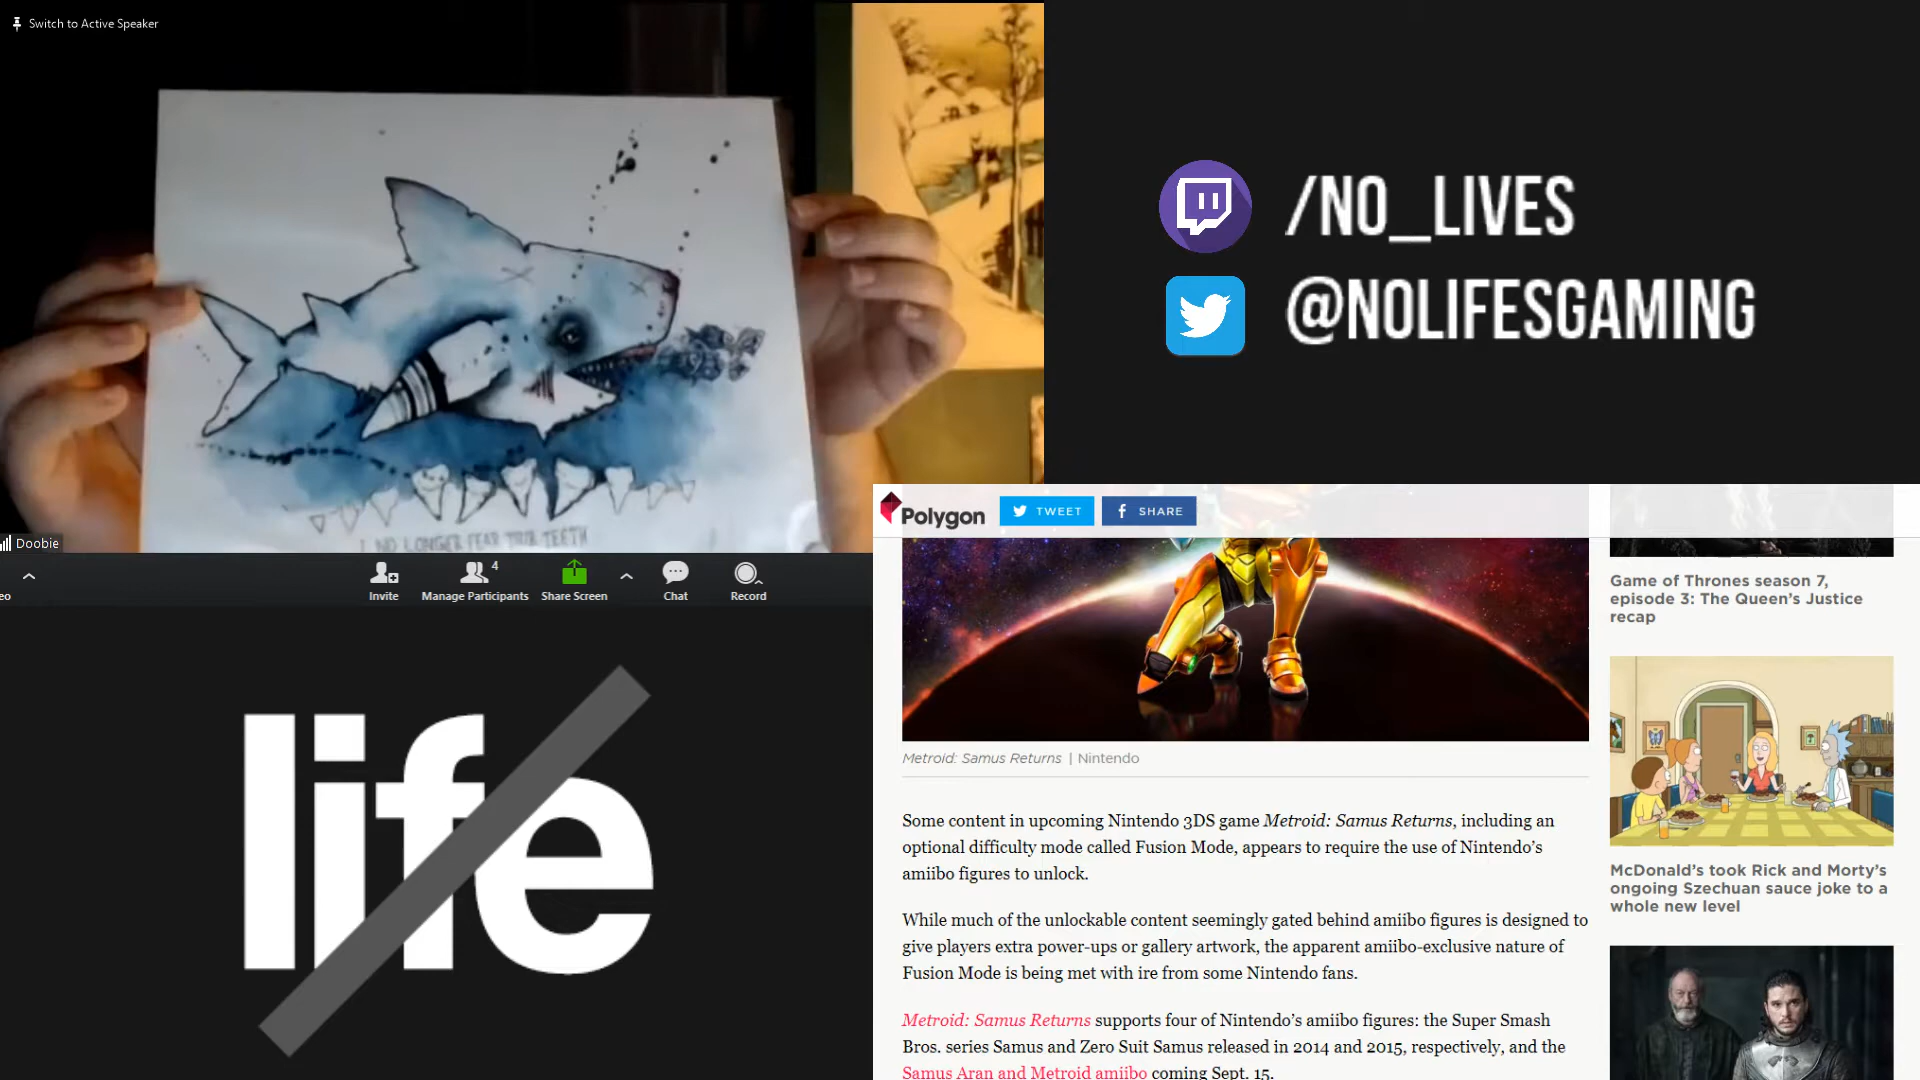 Switch to Active Speaker
I NO LONGER FEAR THEIR TEETH
Doobie
/NO_LIVES
@NOLIFESGAMING
eo
Invite
4
Manage Participants
Share Screen
Chat
Record
life
Polygon
TWEET
SHARE
Metroid: Samus Returns | Nintendo
Some content in upcoming Nintendo 3DS game Metroid: Samus Returns, including an
optional difficulty mode called Fusion Mode, appears to require the use of Nintendo’s
amiibo figures to unlock.
While much of the unlockable content seemingly gated behind amiibo figures is designed to
give players extra power-ups or gallery artwork, the apparent amiibo-exclusive nature of
Fusion Mode is being met with ire from some Nintendo fans.
Metroid: Samus Returns supports four of Nintendo’s amiibo figures: the Super Smash
Bros. series Samus and Zero Suit Samus released in 2014 and 2015, respectively, and the
Samus Aran and Metroid amiibo coming Sept. 15.
Game of Thrones season 7,
episode 3: The Queen’s Justice
recap
McDonald’s took Rick and Morty’s
ongoing Szechuan sauce joke to a
whole new level